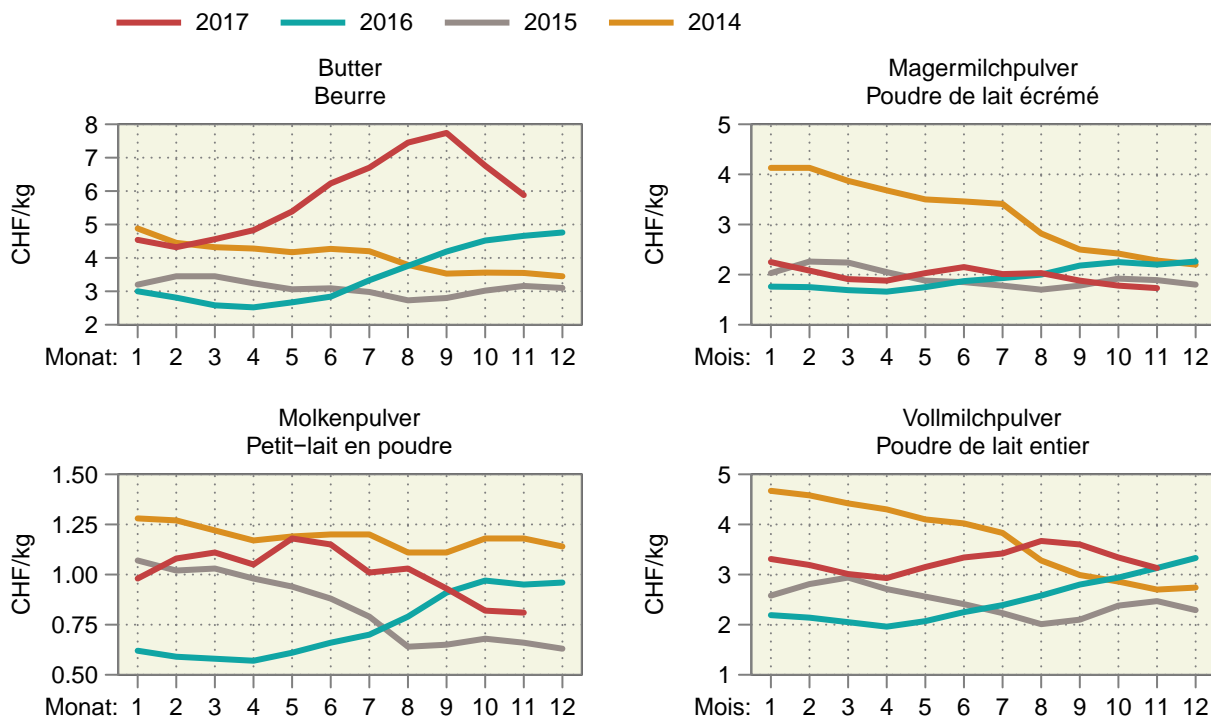 2017 2016 2015 2014
Butter
Beurre
CHF/kg
8
7
6
5
4
3
2
Monat: 1 2 3 4 5 6 7 8 9 10 11 12
Magermilchpulver
Poudre de lait écrémé
CHF/kg
5
4
3
2
1
Mois: 1 2 3 4 5 6 7 8 9 10 11 12
Molkenpulver
Petit−lait en poudre
CHF/kg
1.50
1.25
1.00
0.75
0.50
Monat: 1 2 3 4 5 6 7 8 9 10 11 12
Vollmilchpulver
Poudre de lait entier
CHF/kg
5
4
3
2
1
Mois: 1 2 3 4 5 6 7 8 9 10 11 12